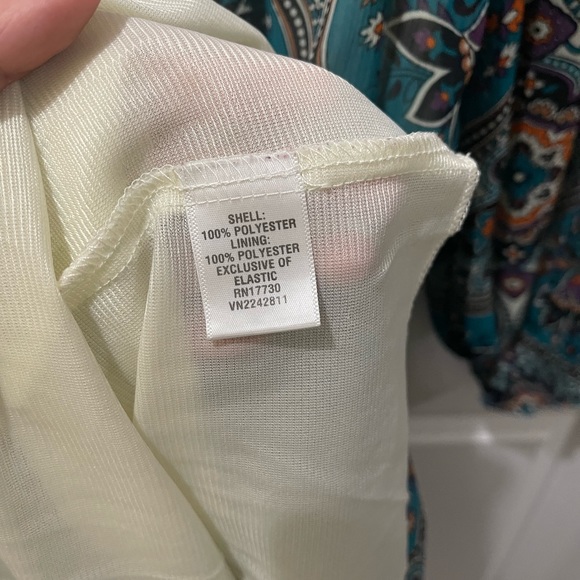 SHELL:
100% POLYESTER
LINING:
100% POLYESTER
EXCLUSIVE OF
ELASTIC
RN17730
VN2242811